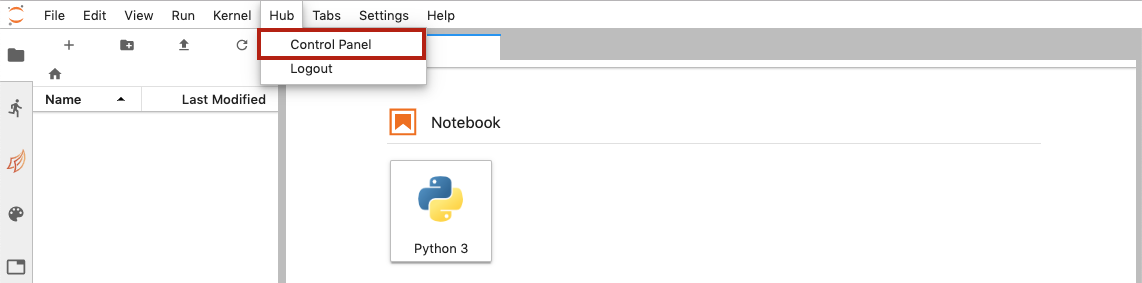 File Edit View Run Kernel Hub Tabs Settings Help
Control Panel
Logout
Name Last Modified
Notebook
Python 3